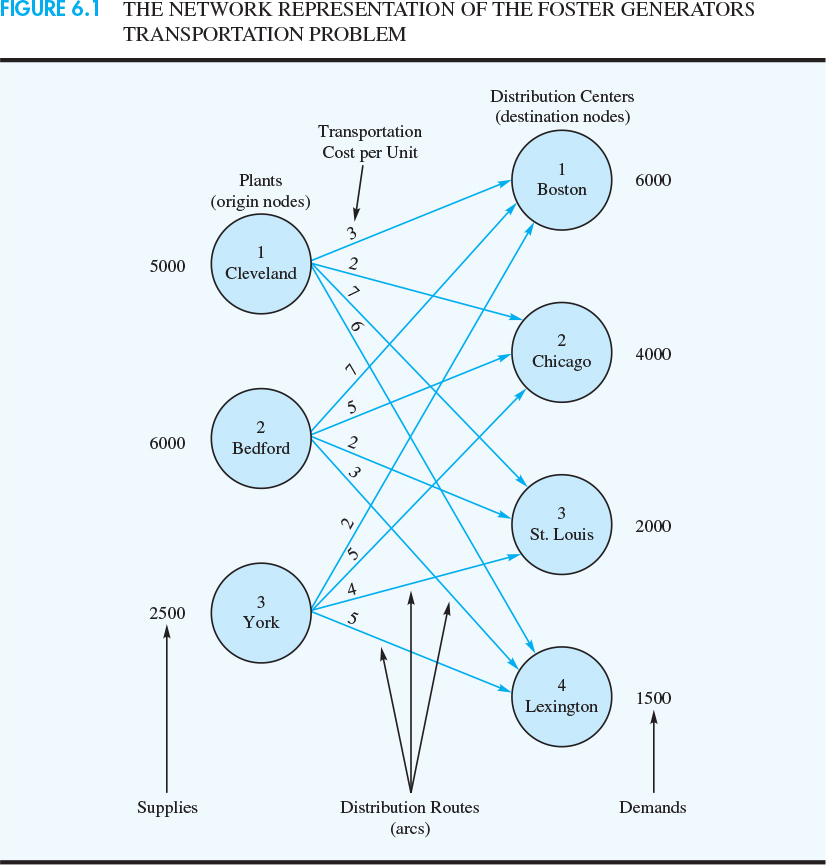 FIGURE 6.1 THE NETWORK REPRESENTATION OF THE FOSTER GENERATORS
TRANSPORTATION PROBLEM
Distribution Centers
(destination nodes)
Transportation
Cost per Unit
Plants
(origin nodes)
1
Boston
6000
1
Cleveland
5000
3
2
7
6
2
Chicago
4000
2
Bedford
6000
7
5
2
3
3
St. Louis
2000
3
York
2500
2
5
4
5
4
Lexington
1500
Supplies
Distribution Routes
(arcs)
Demands